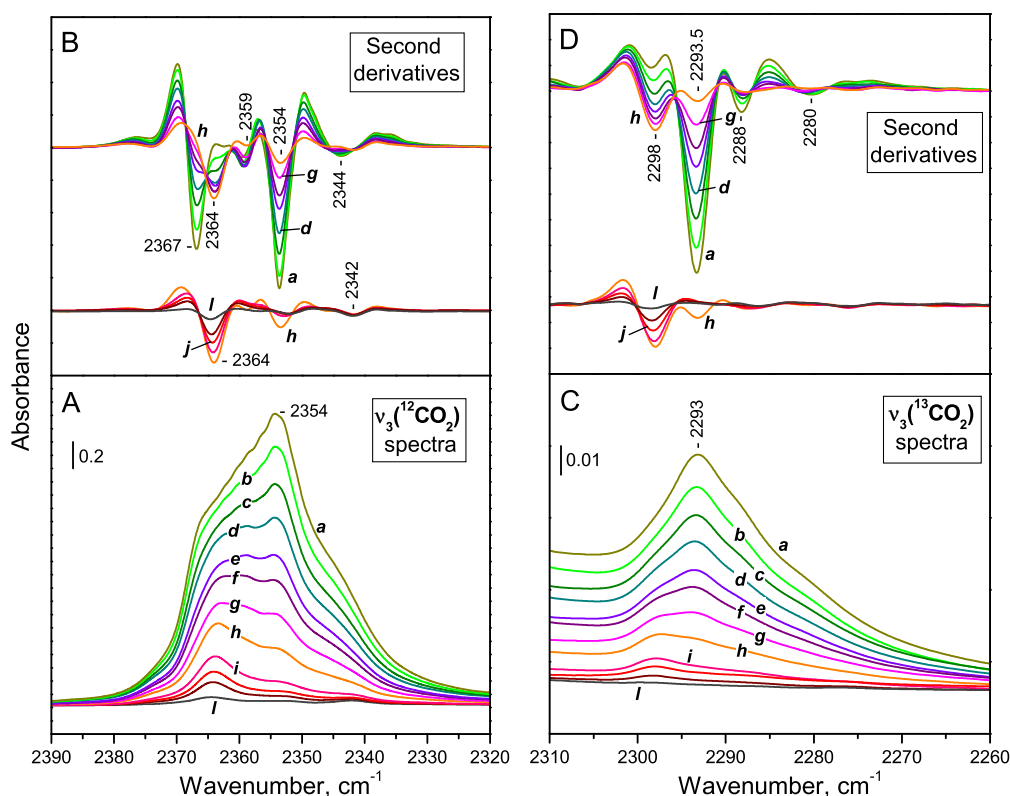 B
Second
derivatives
h
2359
2354
g
d
2344
2364
2367
a
l
2342
j
h
2364
A
ν3(12CO2)
spectra
2354
0.2
b
a
c
d
e
f
g
h
i
l
2390 2380 2370 2360 2350 2340 2330 2320
Wavenumber, cm-1
Absorbance
D
2293.5
h
g
2298
2288
2280
Second
derivatives
d
a
l
j
h
C
ν3(13CO2)
spectra
2293
0.01
b
a
c
d
e
f
g
h
i
l
2310 2300 2290 2280 2270 2260
Wavenumber, cm-1